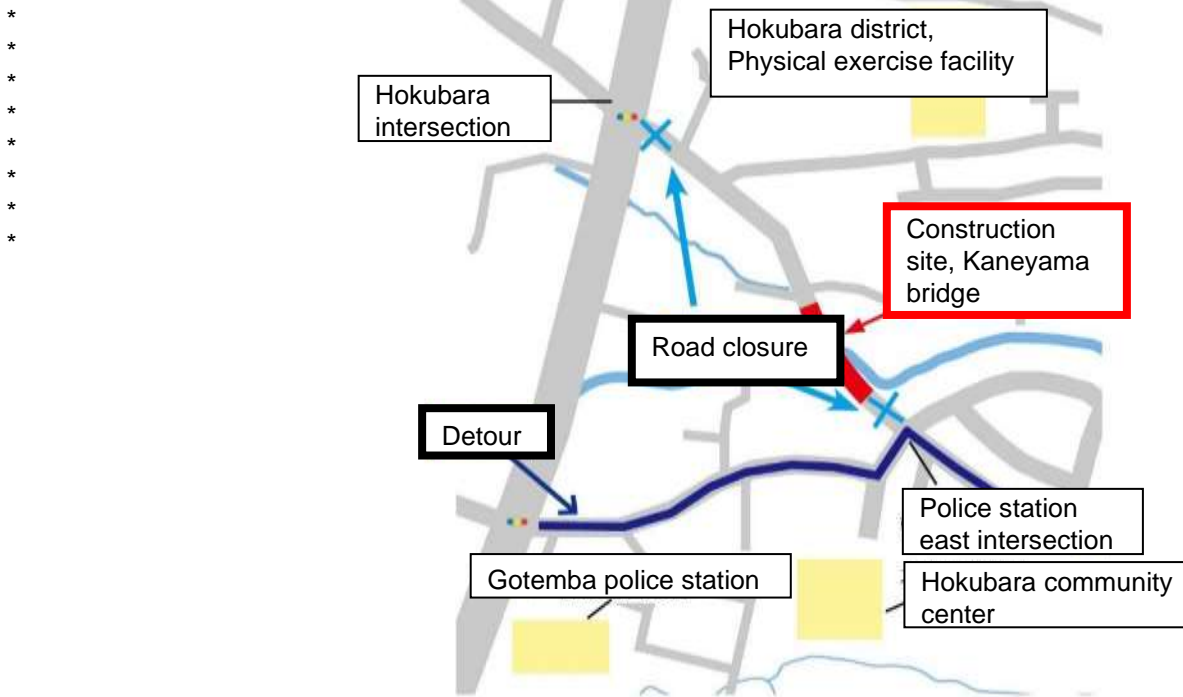 *
*
*
*
*
*
*
*
Hokubara district,
Physical exercise facility
Hokubara
intersection
Construction
site, Kaneyama
bridge
Road closure
Detour
Police station
east intersection
Gotemba police station
Hokubara community
center